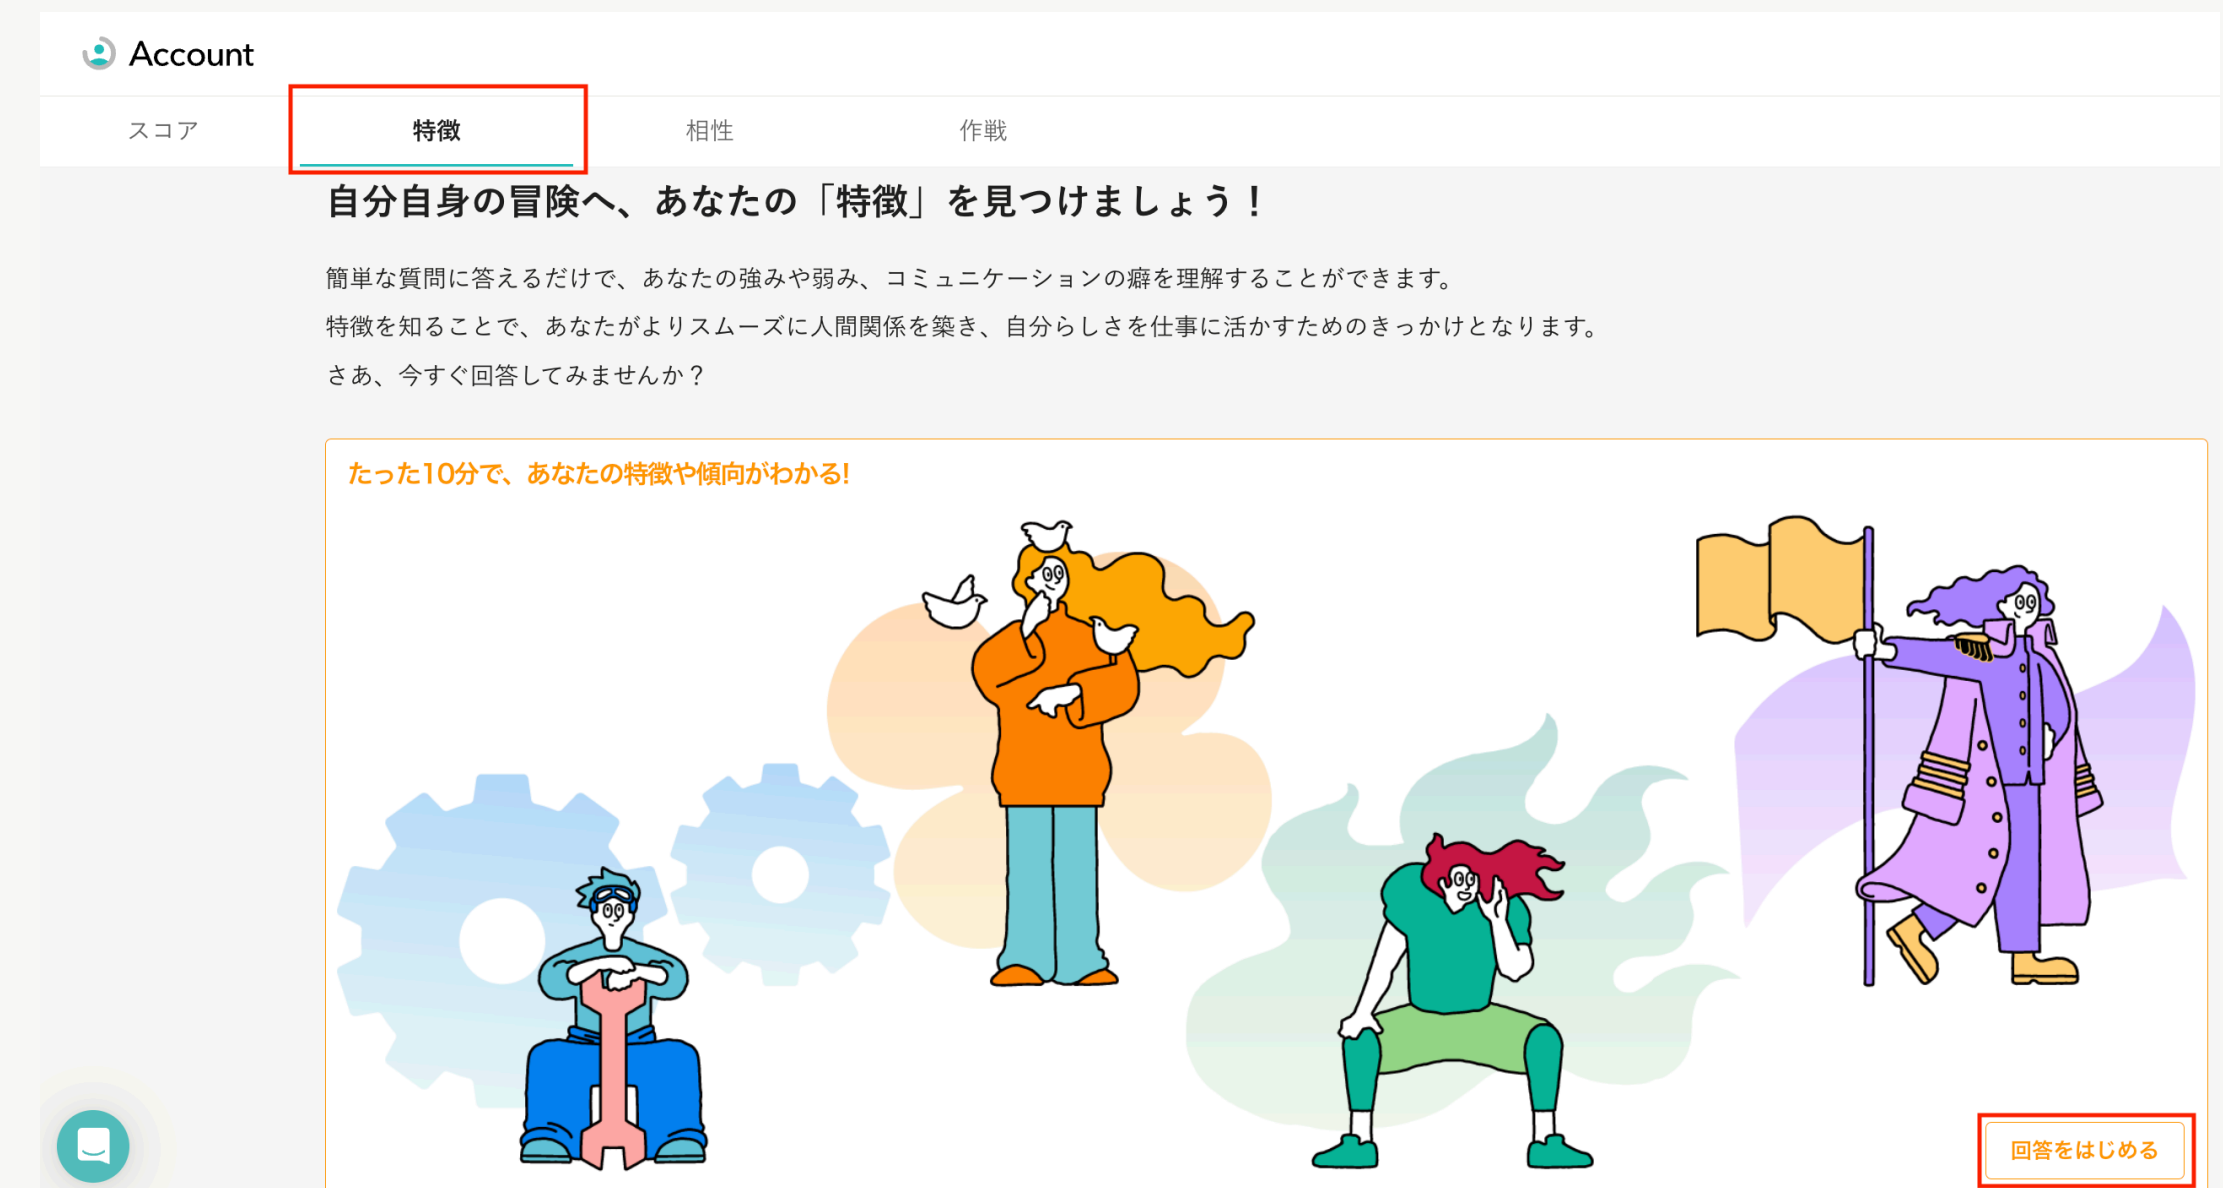 Account
スコア
特徴
相性
作戦
自分自身の冒険へ、あなたの「特徴」を見つけましょう！
簡単な質問に答えるだけで、あなたの強みや弱み、コミュニケーションの癖を理解することができます。
特徴を知ることで、あなたがよりスムーズに人間関係を築き、自分らしさを仕事に活かすためのきっかけとなります。
さあ、今すぐ回答してみませんか？
たった10分で、あなたの特徴や傾向がわかる!
回答をはじめる